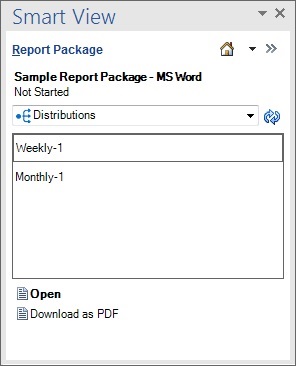 Smart View
Report Package
Sample Report Package - MS Word
Not Started
Distributions
Weekly-1
Monthly-1
Open
Download as PDF